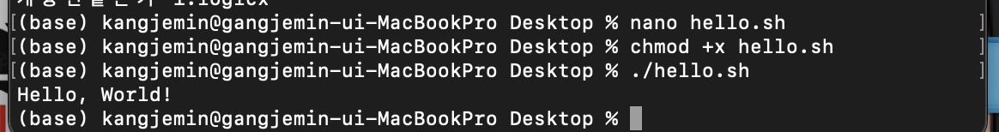 (base) kangjemin@gangjemin-ui-MacBookPro Desktop % nano hello.sh
(base) kangjemin@gangjemin-ui-MacBookPro Desktop % chmod +x hello.sh
(base) kangjemin@gangjemin-ui-MacBookPro Desktop % ./hello.sh
Hello, World!
(base) kangjemin@gangjemin-ui-MacBookPro Desktop %